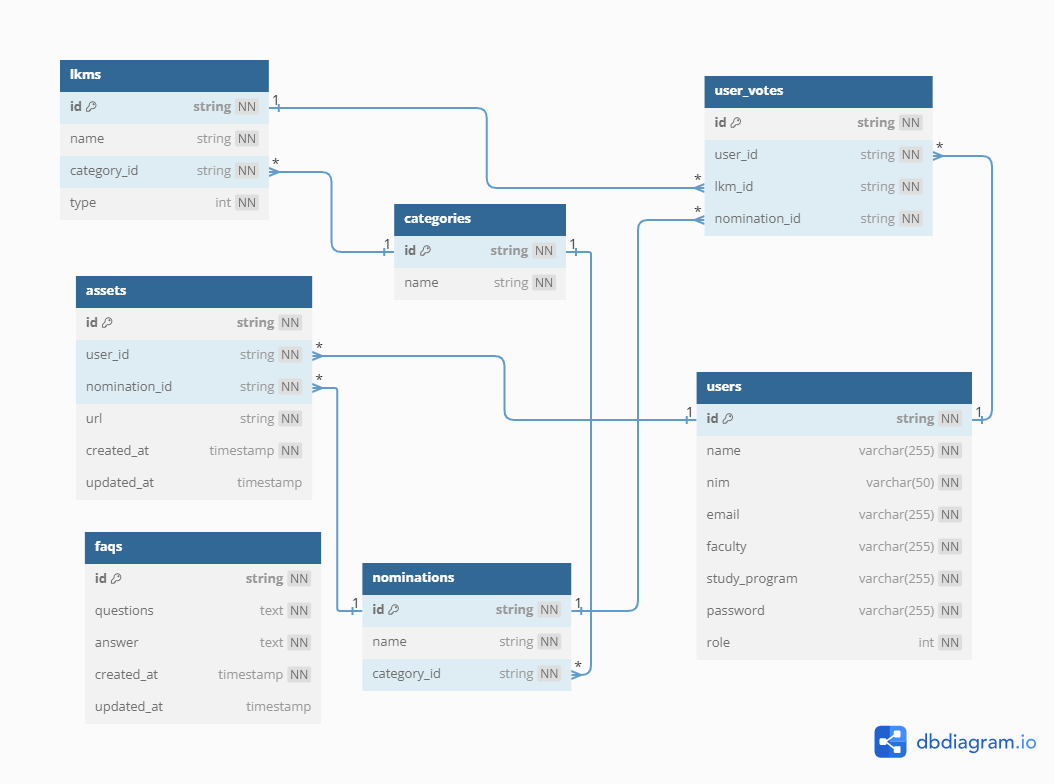 lkms
id string NN
name string NN
category_id string NN
type int NN
1
*
user_votes
id string NN
user_id string NN
lkm_id string NN
nomination_id string NN
*
*
*
categories
id string NN
name string NN
1
1
assets
id string NN
user_id string NN
nomination_id string NN
url string NN
created_at timestamp NN
updated_at timestamp
*
*
users
id string NN
name varchar(255) NN
nim varchar(50) NN
email varchar(255) NN
faculty varchar(255) NN
study_program varchar(255) NN
password varchar(255) NN
role int NN
1
1
faqs
id string NN
questions text NN
answer text NN
created_at timestamp NN
updated_at timestamp
nominations
id string NN
name string NN
category_id string NN
1
1
*
dbdiagram.io